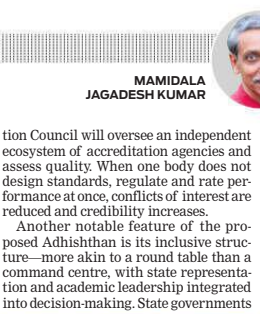 MAMIDALA
JAGADESH KUMAR
tion Council will oversee an independent
ecosystem of accreditation agencies and
assess quality. When one body does not
design standards, regulate and rate per-
formance at once, conflicts of interest are
reduced and credibility increases.
Another notable feature of the pro-
posed Adhishthan is its inclusive struc-
ture—more akin to a round table than a
command centre, with state representa-
tion and academic leadership integrated
into decision-making. State governments